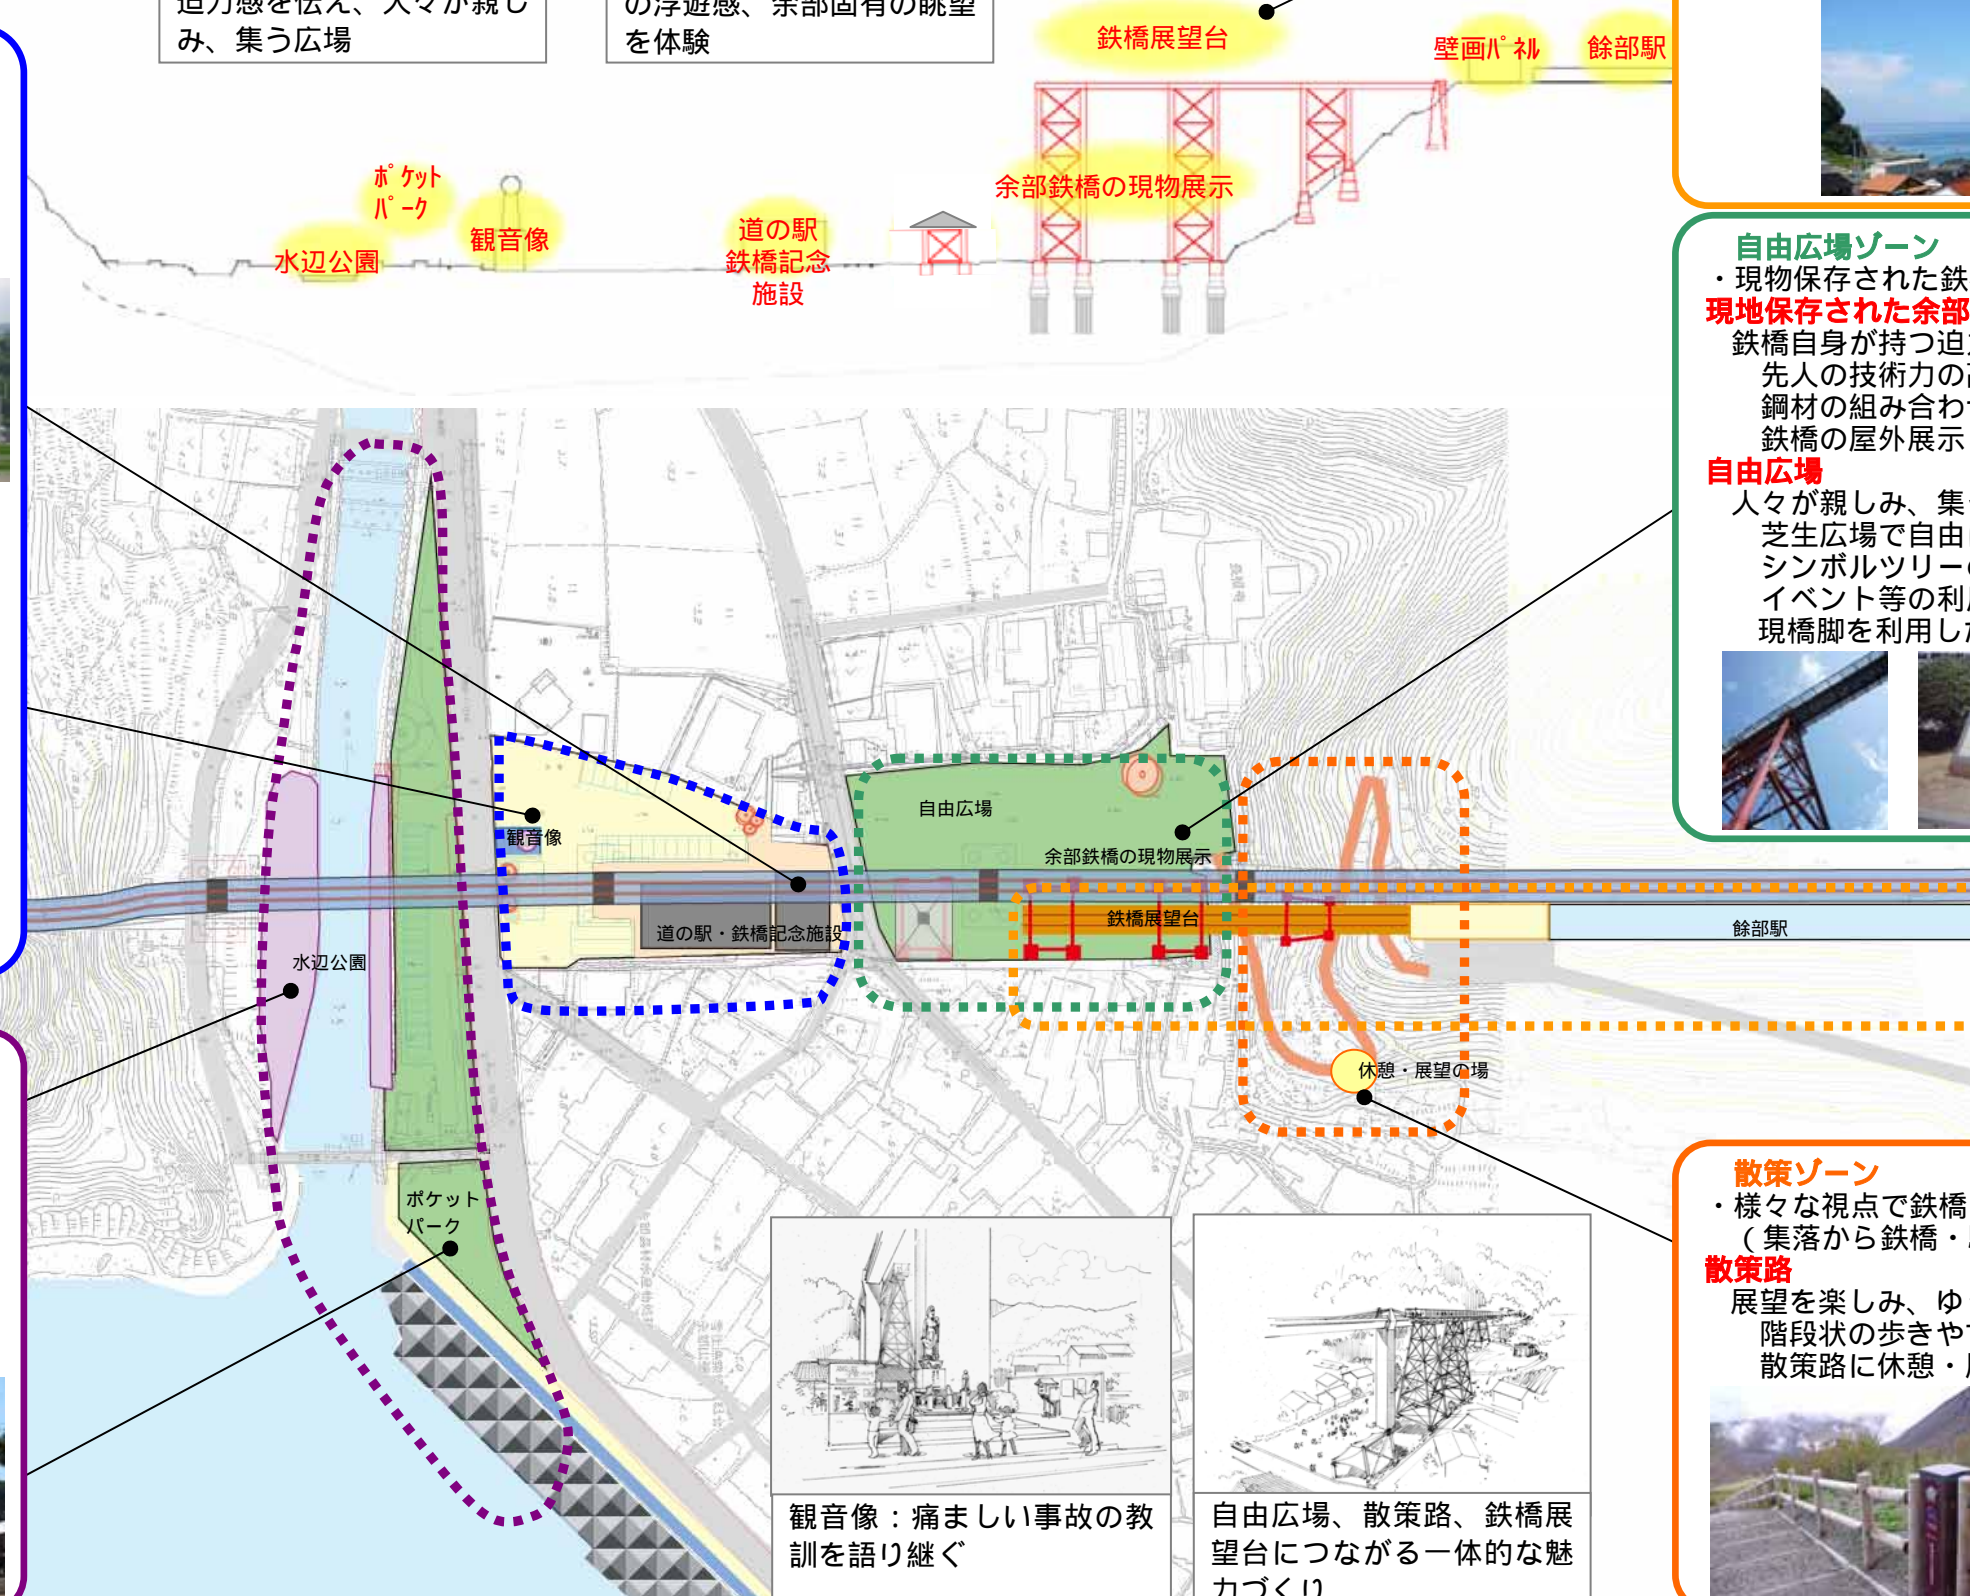 迫力感を伝え、人々が親し
み、集う広場
の浮遊感、余部固有の眺望
を体験
鉄橋展望台
壁画パネル
餘部駅
ポケット
パーク
観音像
水辺公園
道の駅
鉄橋記念
施設
余部鉄橋の現物展示
自由広場ゾーン
・現物保存された鉄
現地保存された余部
鉄橋自身が持つ迫
先人の技術力の
鋼材の組み合わ
鉄橋の屋外展示
自由広場
人々が親しみ、集
芝生広場で自由
シンボルツリーの
イベント等の利
現橋脚を利用した
自由広場
観音像
余部鉄橋の現物展示
鉄橋展望台
道の駅・鉄橋記念施設
餘部駅
水辺公園
休憩・展望の場
ポケット
パーク
散策ゾーン
・様々な視点で鉄橋
（集落から鉄橋・
散策路
展望を楽しみ、ゆ
階段状の歩きや
散策路に休憩・
観音像：痛ましい事故の教
訓を語り継ぐ
自由広場、散策路、鉄橋展
望台につながる一体的な魅
力づくり